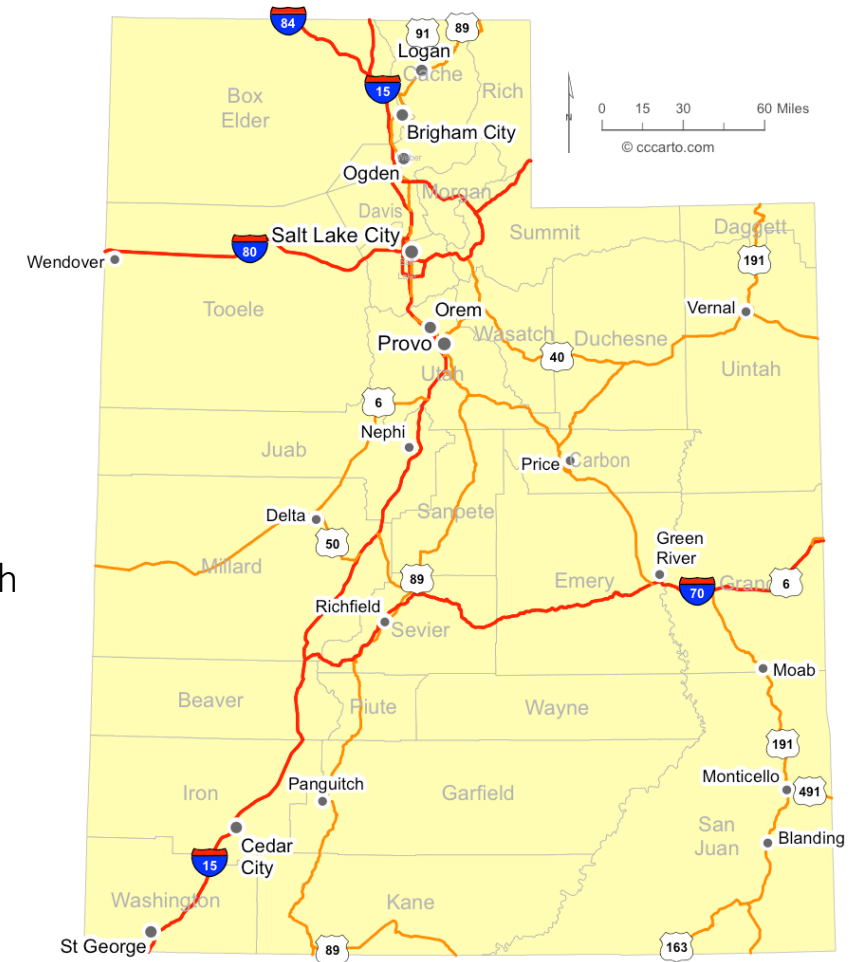 84
91
89
Logan
Cache
15
Rich
Box
Elder
0 15 30 60 Miles
© cccarto.com
Brigham City
Weber
Ogden
Morgan
Davis
Salt Lake City
80
Wendover
Summit
Daggett
191
Tooele
Orem
Vernal
Provo
Wasatch
Duchesne
40
Utah
Uintah
6
Nephi
Juab
Price
Carbon
Delta
Sanpete
50
Green
River
h
Millard
89
Emery
70
Grand
6
Richfield
Sevier
Moab
Beaver
Piute
Wayne
191
Monticello
491
Panguitch
Iron
Garfield
San
Juan
Blanding
Cedar
City
15
Washington
Kane
St George
89
163